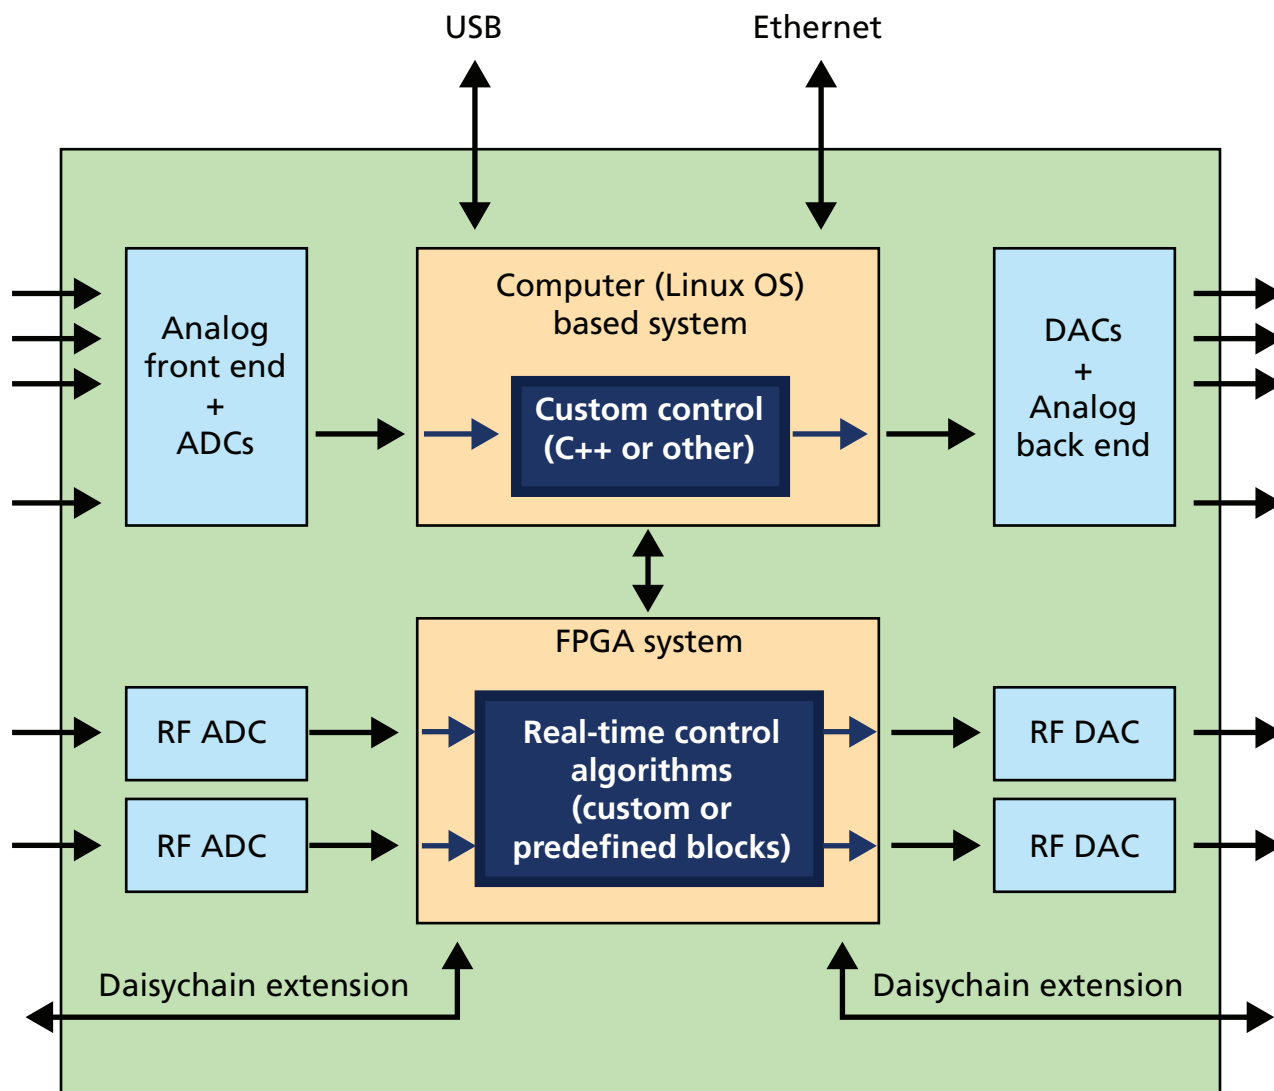 USB
Ethernet
Analog
front end
+
ADCs
Computer (Linux OS)
based system
Custom control
(C++ or other)
DACs
+
Analog
back end
FPGA system
RF ADC
RF ADC
Real-time control
algorithms
(custom or
predefined blocks)
RF DAC
RF DAC
Daisychain extension
Daisychain extension